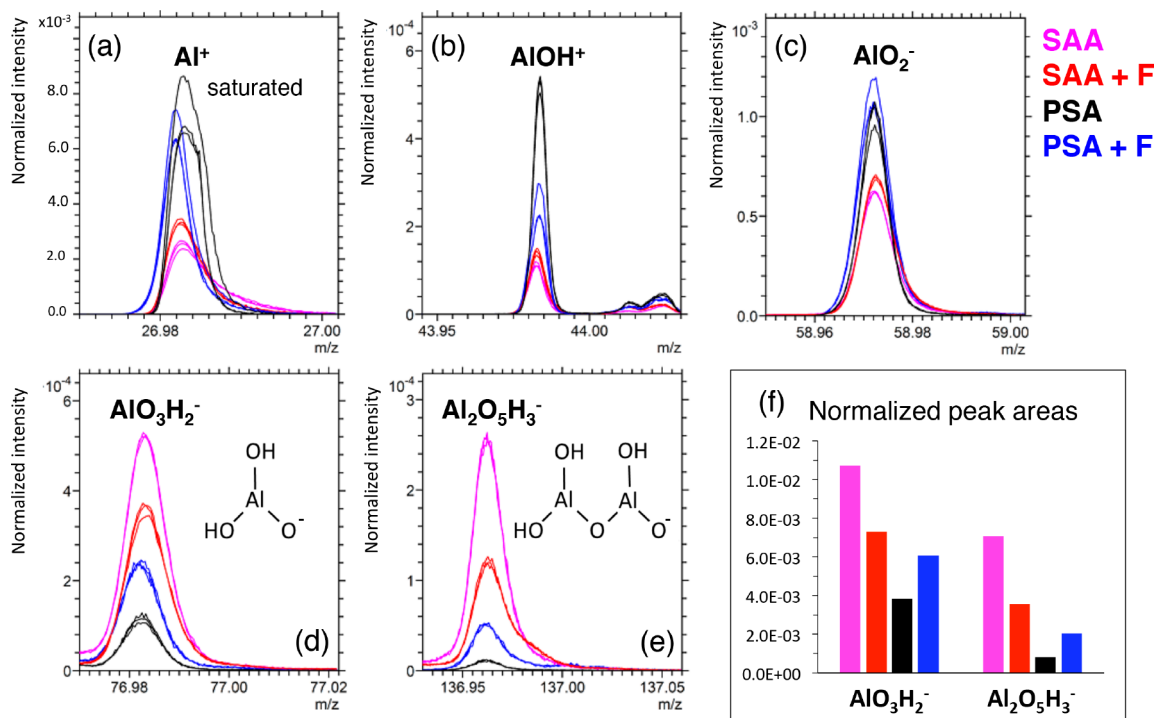 (a)
Al⁺
saturated
×10⁻³
Normalized intensity
8.0
6.0
4.0
2.0
0.0
26.98
27.00
m/z
(b)
AlOH⁺
10⁻⁴
Normalized intensity
6
4
2
0
43.95
44.00
m/z
(c)
AlO₂⁻
10⁻³
Normalized intensity
1.0
0.5
0.0
58.96
58.98
59.00
m/z
SAA
SAA + F
PSA
PSA + F
(d)
AlO₃H₂⁻
10⁻⁴
Normalized intensity
6
4
2
0
OH
Al
HO
O⁻
76.98
77.00
77.02
m/z
(e)
Al₂O₅H₃⁻
10⁻⁴
Normalized intensity
3
2
1
0
OH
OH
Al
Al
HO
O
O⁻
136.95
137.00
137.05
m/z
(f)
Normalized peak areas
1.2E-02
1.0E-02
8.0E-03
6.0E-03
4.0E-03
2.0E-03
0.0E+00
AlO₃H₂⁻
Al₂O₅H₃⁻